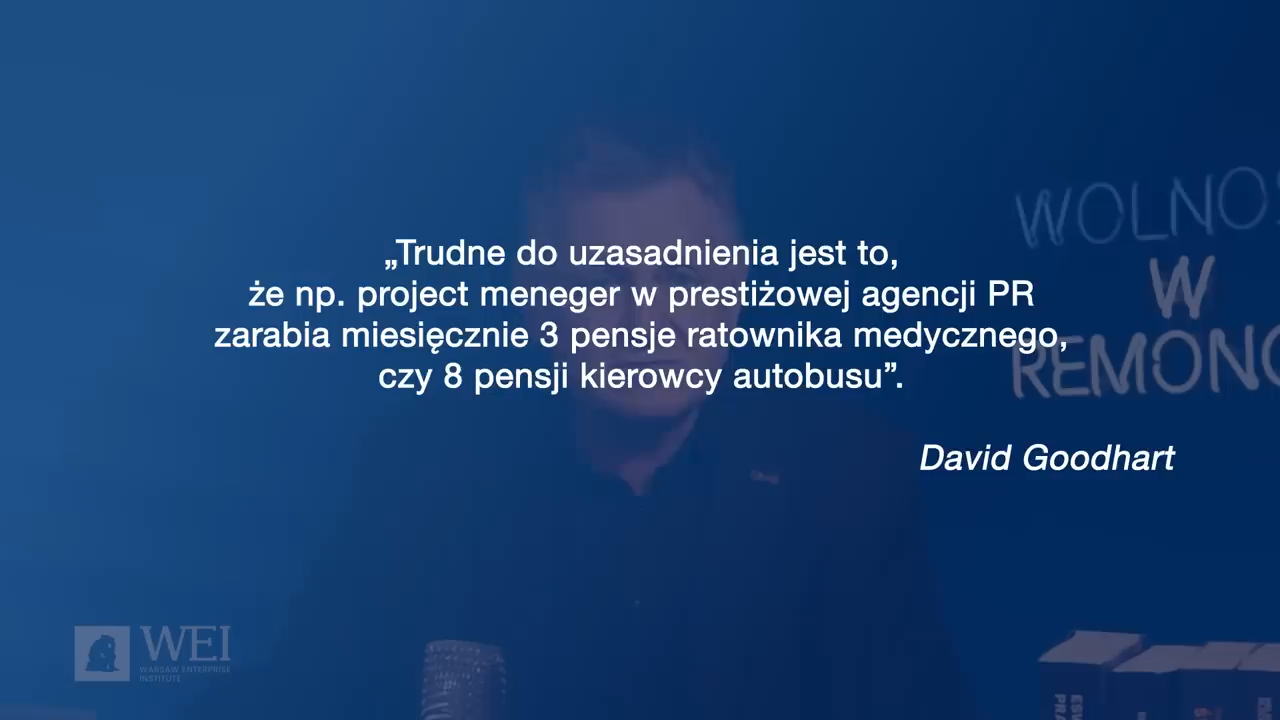 „Trudne do uzasadnienia jest to,
że np. project meneger w prestiżowej agencji PR
zarabia miesięcznie 3 pensje ratownika medycznego,
czy 8 pensji kierowcy autobusu”.
David Goodhart
WOLNO
W
REMONC
WEI
WARSAW ENTERPRISE
INSTITUTE